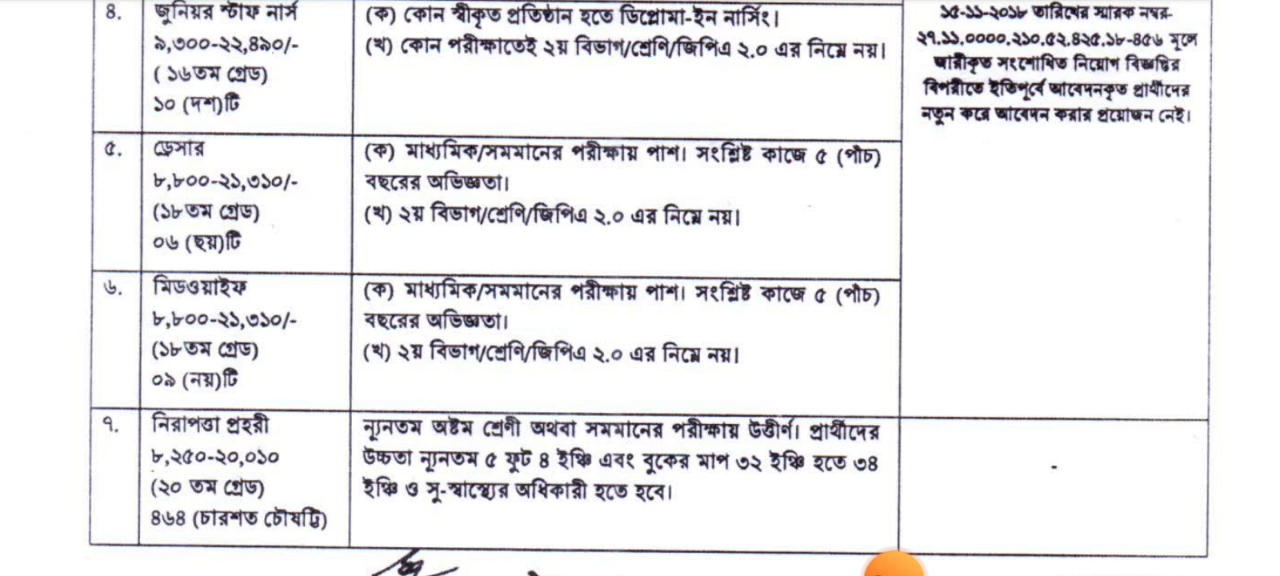 ৪.
জুনিয়র স্টাফ নার্স
৯,৩০০-২২,৪৯০/-
( ১৬তম গ্রেড)
১০ (দশ)টি
(ক) কোন স্বীকৃত প্রতিষ্ঠান হতে ডিপ্লোমা-ইন নার্সিং।
(খ) কোন পরীক্ষাতেই ২য় বিভাগ/শ্রেণি/জিপিএ ২.০ এর নিম্নে নয়।
১৫-১১-২০১৮ তারিখের স্মারক নম্বর-
২৭.১১.০০০০.২১০.৫২.৪২৫.১৮-৪৫৬ মূলে
জারীকৃত সংশোধিত নিয়োগ বিজ্ঞপ্তির
বিপরীতে ইতিপূর্বে আবেদনকৃত প্রার্থীদের
নতুন করে আবেদন করার প্রয়োজন নেই।
৫.
ড্রেসার
৮,৮০০-২১,৩১০/-
(১৮তম গ্রেড)
০৬ (ছয়)টি
(ক) মাধ্যমিক/সমমানের পরীক্ষায় পাশ। সংশ্লিষ্ট কাজে ৫ (পাঁচ)
বছরের অভিজ্ঞতা।
(খ) ২য় বিভাগ/শ্রেণি/জিপিএ ২.০ এর নিম্নে নয়।
৬.
মিডওয়াইফ
৮,৮০০-২১,৩১০/-
(১৮তম গ্রেড)
০৯ (নয়)টি
(ক) মাধ্যমিক/সমমানের পরীক্ষায় পাশ। সংশ্লিষ্ট কাজে ৫ (পাঁচ)
বছরের অভিজ্ঞতা।
(খ) ২য় বিভাগ/শ্রেণি/জিপিএ ২.০ এর নিম্নে নয়।
৭.
নিরাপত্তা প্রহরী
৮,২৫০-২০,০১০
(২০ তম গ্রেড)
৪৬৪ (চারশত চৌষট্টি)
ন্যূনতম অষ্টম শ্রেণী অথবা সমমানের পরীক্ষায় উত্তীর্ন। প্রার্থীদের
উচ্চতা ন্যূনতম ৫ ফুট ৪ ইঞ্চি এবং বুকের মাপ ৩২ ইঞ্চি হতে ৩৪
ইঞ্চি ও সু-স্বাস্থ্যের অধিকারী হতে হবে।
-